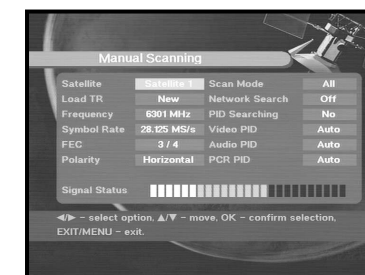 Manual Scanning
Satellite Satellite 1 Scan Mode All
Load TR New Network Search Off
Frequency 6301 MHz PID Searching No
Symbol Rate 28.125 MS/s Video PID Auto
FEC 3 / 4 Audio PID Auto
Polarity Horizontal PCR PID Auto
Signal Status
◄/► – select option, ▲/▼ – move, OK – confirm selection,
EXIT/MENU – exit.